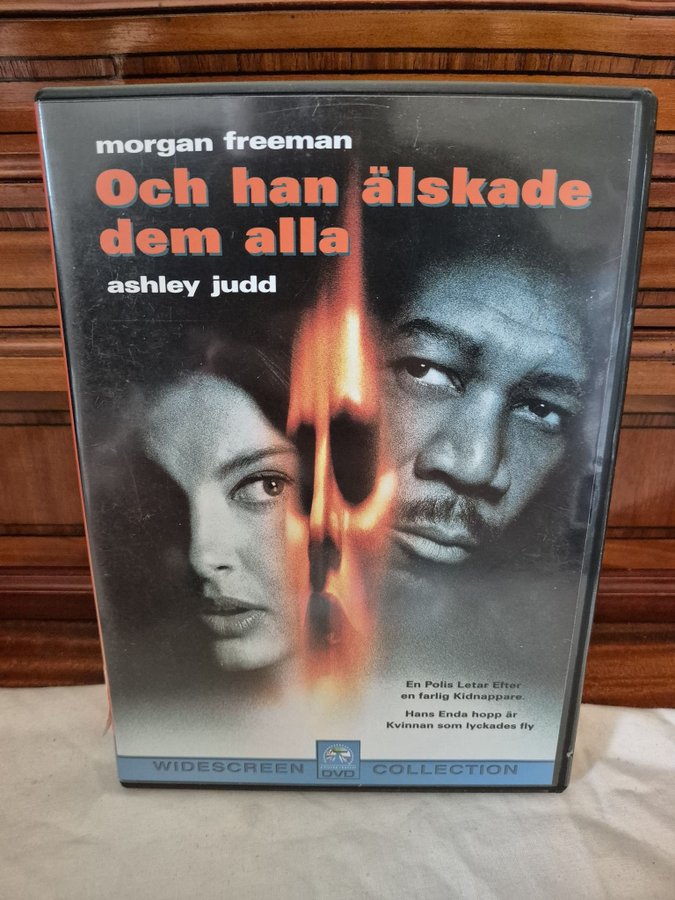 morgan freeman
Och han älskade
dem alla
ashley judd
En Polis Letar Efter
en farlig Kidnappare.
Hans Enda hopp är
Kvinnan som lyckades fly
WIDESCREEN DVD COLLECTION